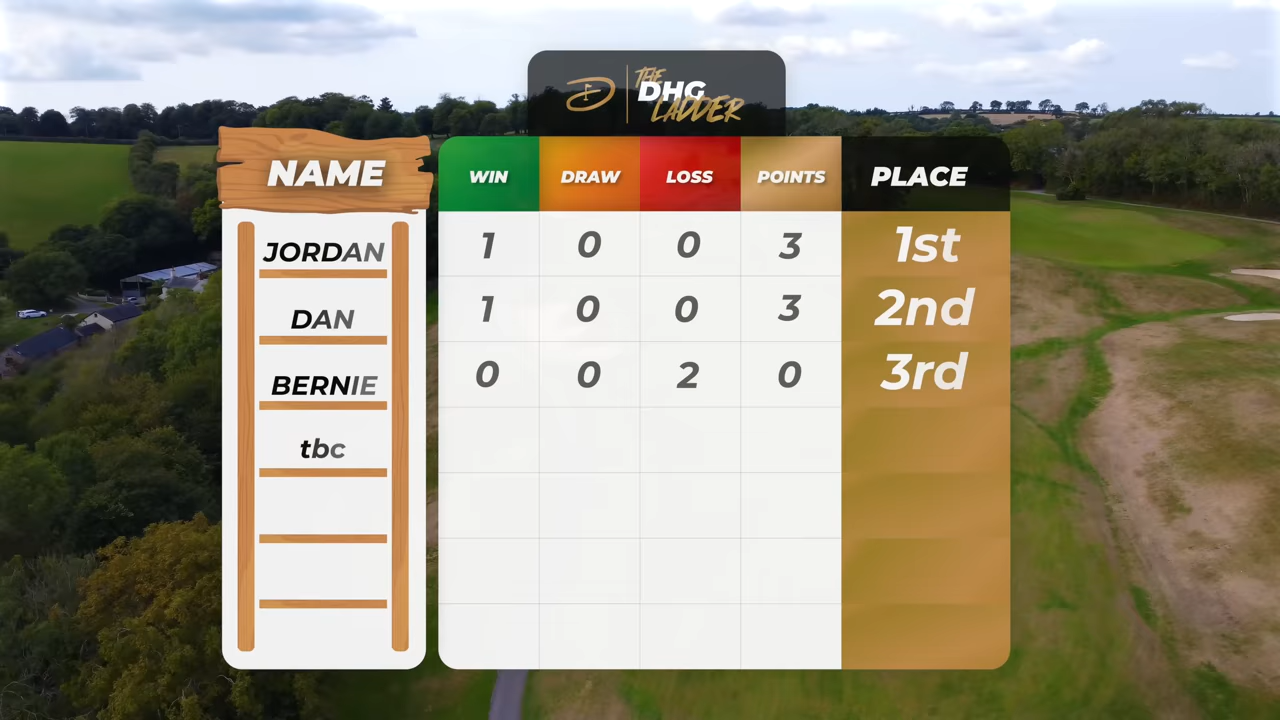 THE
DHG
LADDER
NAME WIN DRAW LOSS POINTS PLACE
JORDAN 1 0 0 3 1st
DAN 1 0 0 3 2nd
BERNIE 0 0 2 0 3rd
tbc